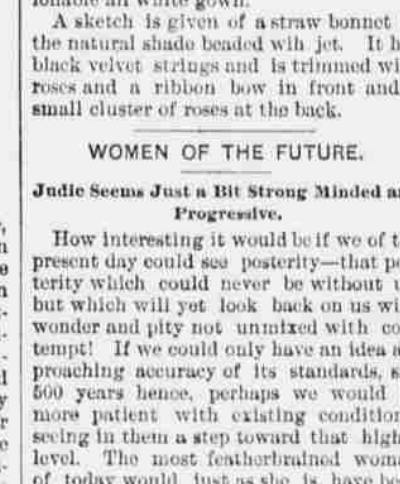 white gown.
A sketch is given of a straw bonnet
the natural shade beaded wih jet. It h
black velvet strings and is trimmed wi
roses and a ribbon bow in front and
small cluster of roses at the back.
WOMEN OF THE FUTURE.
Judic Seems Just a Bit Strong Minded an
Progressive.
How interesting it would be if we of t
present day could see posterity—that po
terity which could never be without u
but which will yet look back on us wi
wonder and pity not unmixed with co
tempt! If we could only have an idea a
proaching accuracy of its standards, s
500 years hence, perhaps we would
more patient with existing condition
seeing in them a step toward that high
level. The most featherbrained wom
of today would, just as she is, have be